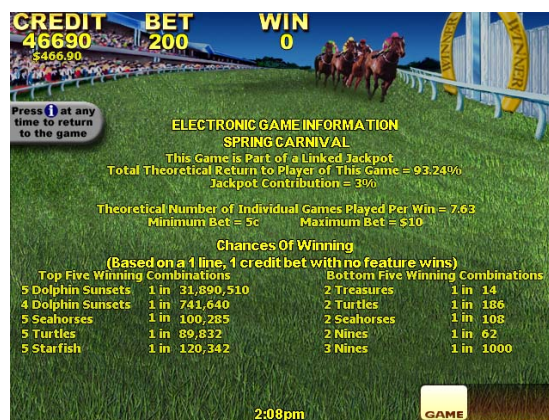 CREDIT BET WIN
46690 200 0
$466.90
WINNER WINNER
Press i at any
time to return
to the game
ELECTRONIC GAME INFORMATION
SPRING CARNIVAL
This Game is Part of a Linked Jackpot
Total Theoretical Return to Player of This Game = 93.24%
Jackpot Contribution = 3%
Theoretical Number of Individual Games Played Per Win = 7.63
Minimum Bet = 5c Maximum Bet = $10
Chances Of Winning
(Based on a 1 line, 1 credit bet with no feature wins)
Top Five Winning Combinations Bottom Five Winning Combinations
5 Dolphin Sunsets 1 in 31,890,510 2 Treasures 1 in 14
4 Dolphin Sunsets 1 in 741,640 2 Turtles 1 in 186
5 Seahorses 1 in 100,285 2 Seahorses 1 in 108
5 Turtles 1 in 89,832 2 Nines 1 in 62
5 Starfish 1 in 120,342 3 Nines 1 in 1000
2:08pm
GAME